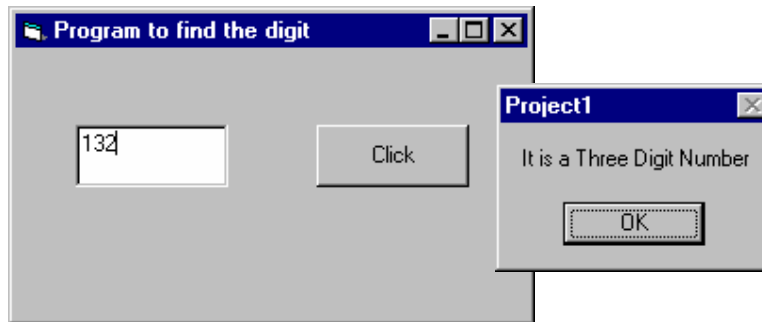 Program to find the digit
132
Click
Project1
It is a Three Digit Number
OK